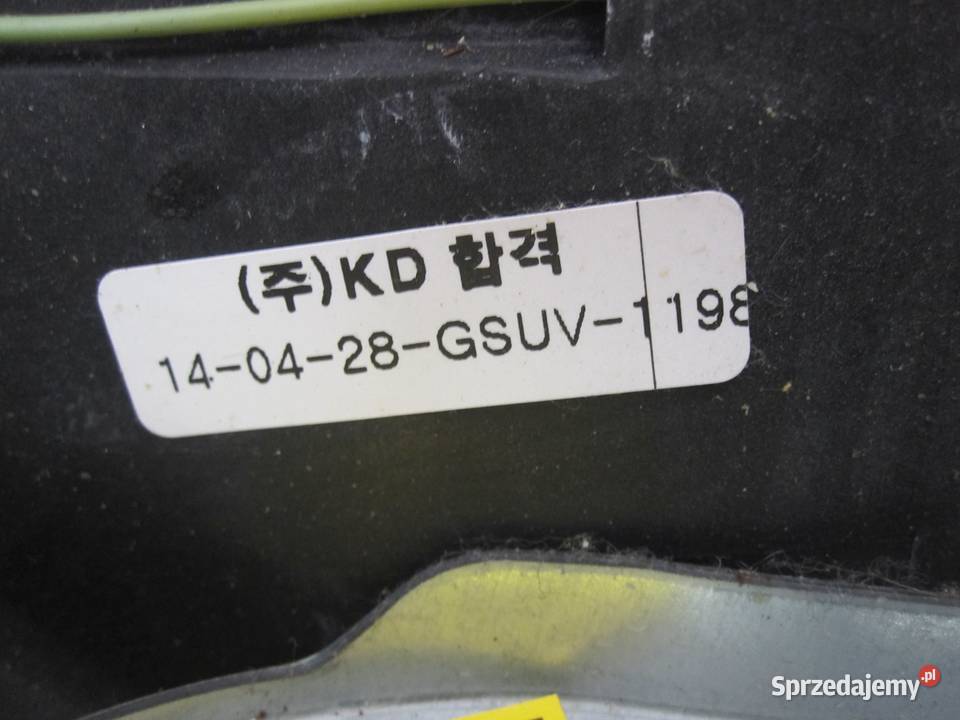 (주)KD 합격
14-04-28-GSUV-1198
Sprzedajemy.pl